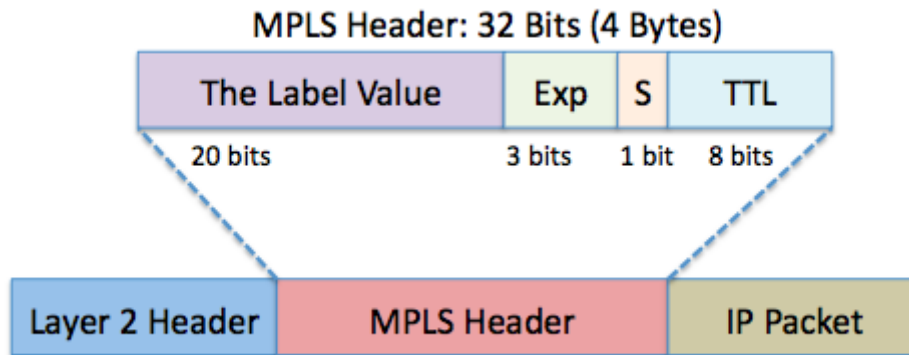 MPLS Header: 32 Bits (4 Bytes)
The Label Value Exp S TTL
20 bits 3 bits 1 bit 8 bits
Layer 2 Header MPLS Header IP Packet